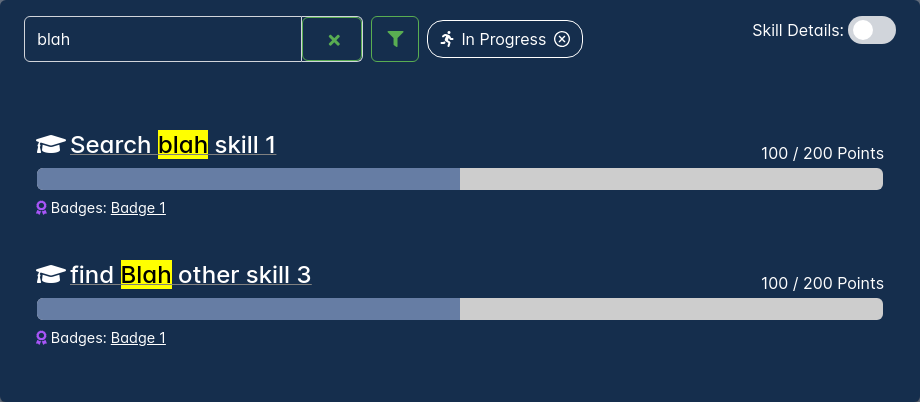 blah
In Progress
Skill Details:
Search blah skill 1
100 / 200 Points
Badges: Badge 1
find Blah other skill 3
100 / 200 Points
Badges: Badge 1